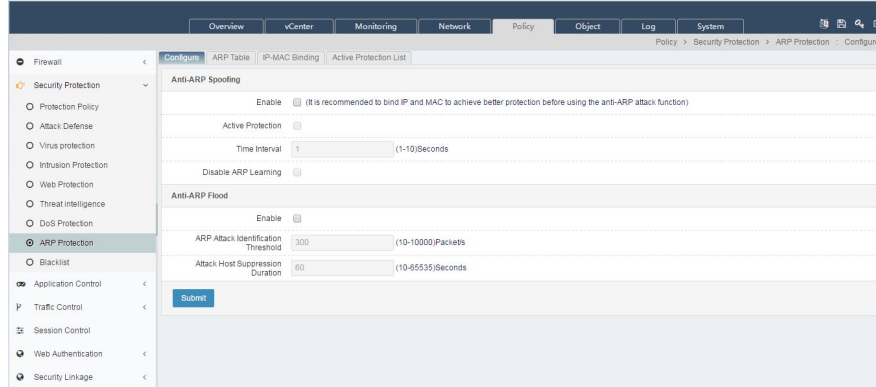 Overview vCenter Monitoring Network Policy Object Log System
Policy > Security Protection > ARP Protection : Configure
Firewall
Security Protection
Protection Policy
Attack Defense
Virus protection
Intrusion Protection
Web Protection
Threat intelligence
DoS Protection
ARP Protection
Blacklist
Application Control
Traffic Control
Session Control
Web Authentication
Security Linkage
Configure ARP Table IP-MAC Binding Active Protection List
Anti-ARP Spoofing
Enable (It is recommended to bind IP and MAC to achieve better protection before using the anti-ARP attack function)
Active Protection
Time Interval 1 (1-10)Seconds
Disable ARP Learning
Anti-ARP Flood
Enable
ARP Attack Identification
Threshold 300 (10-10000)Packet/s
Attack Host Suppression
Duration 60 (10-65535)Seconds
Submit